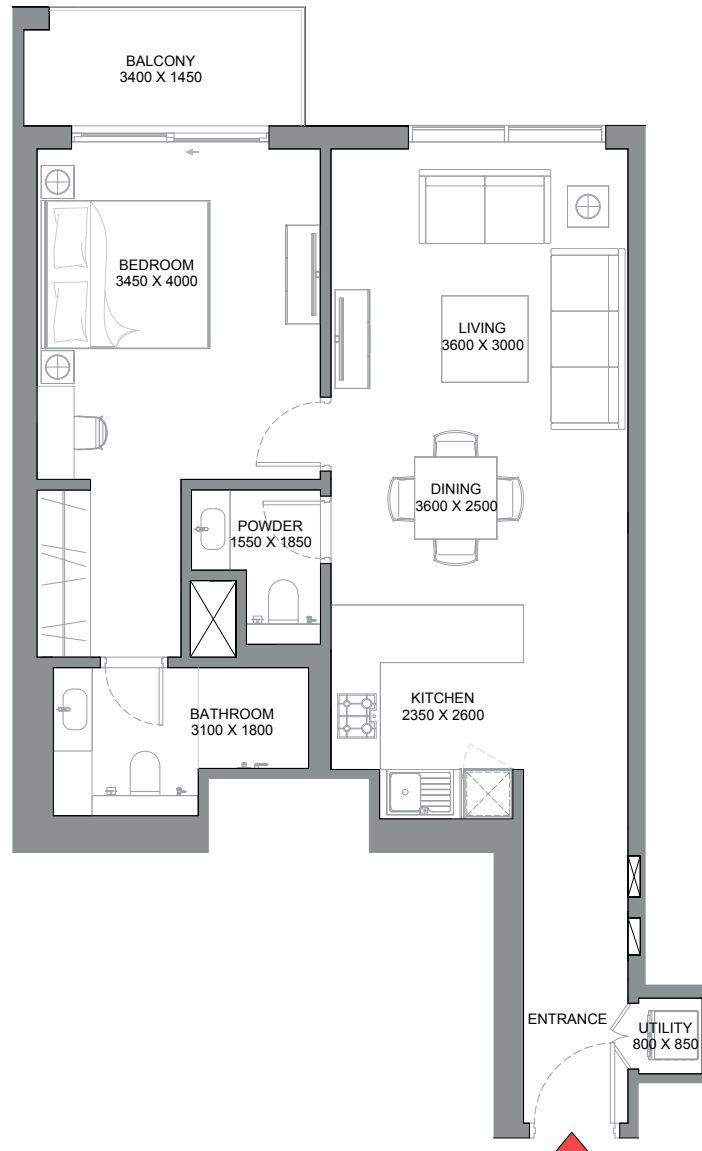 BALCONY
3400 X 1450
BEDROOM
3450 X 4000
LIVING
3600 X 3000
DINING
3600 X 2500
POWDER
1550 X 1850
KITCHEN
2350 X 2600
BATHROOM
3100 X 1800
ENTRANCE
UTILITY
800 X 850